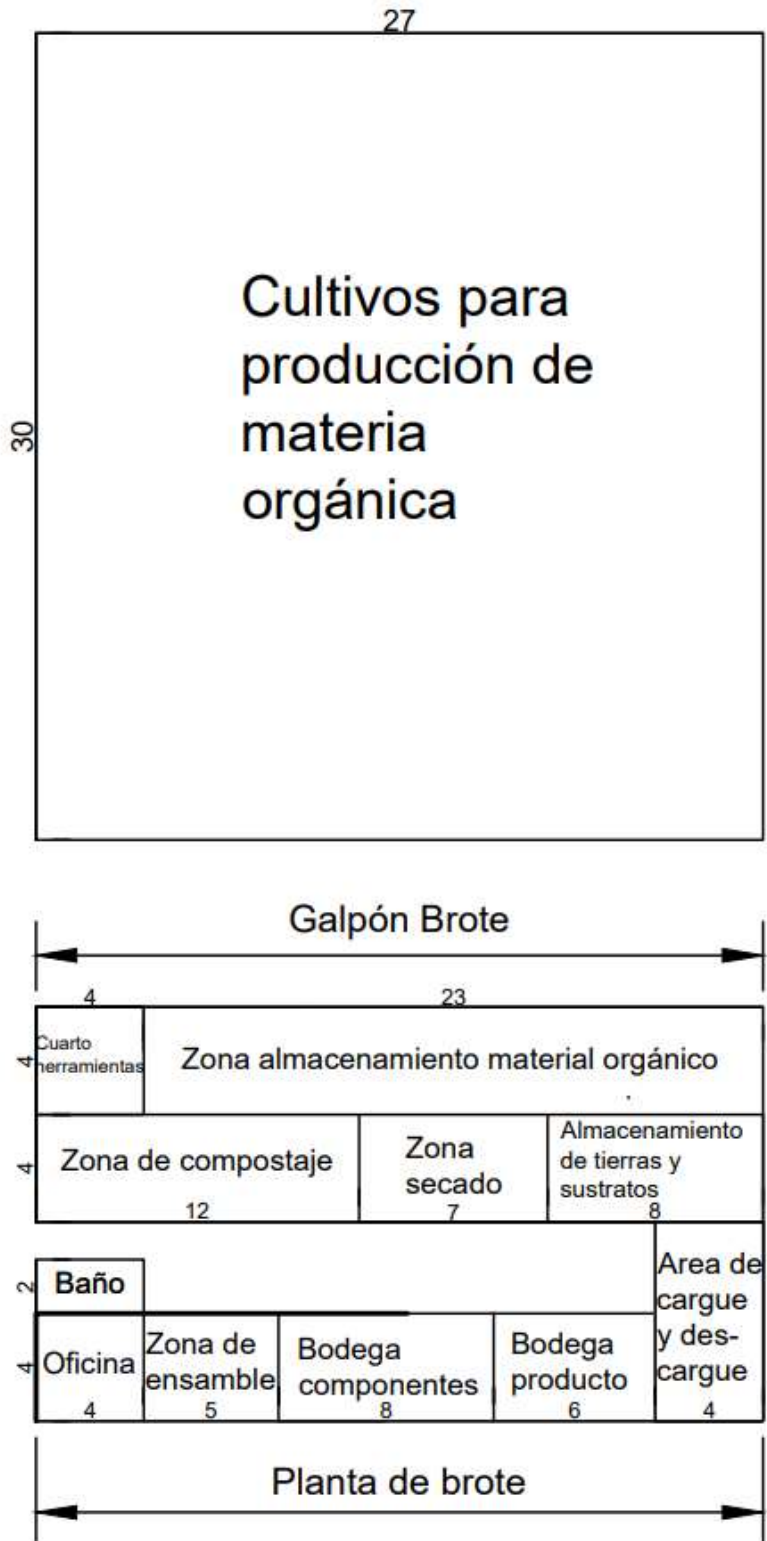 27
Cultivos para
producción de
materia
orgánica
30
Galpón Brote
4
23
4
Cuarto
herramientas
Zona almacenamiento material orgánico
4
Zona de compostaje
12
Zona
secado
7
Almacenamiento
de tierras y
sustratos
8
2
Baño
Area de
cargue
y des-
cargue
4
4
Oficina
4
Zona de
ensamble
5
Bodega
componentes
8
Bodega
producto
6
Planta de brote